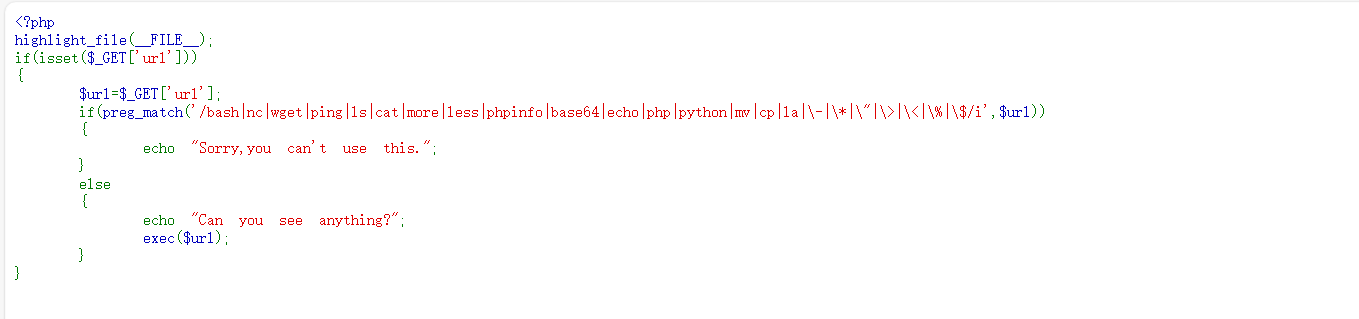 <?php
highlight_file(__FILE__);
if(isset($_GET['url']))
{
$url=$_GET['url'];
if(preg_match('/bash|nc|wget|ping|ls|cat|more|less|phpinfo|base64|echo|php|python|mv|cp|la|\-|\*|\"|\>|\<|\%|\$/i',$url))
{
echo "Sorry,you can't use this.";
}
else
{
echo "Can you see anything?";
exec($url);
}
}